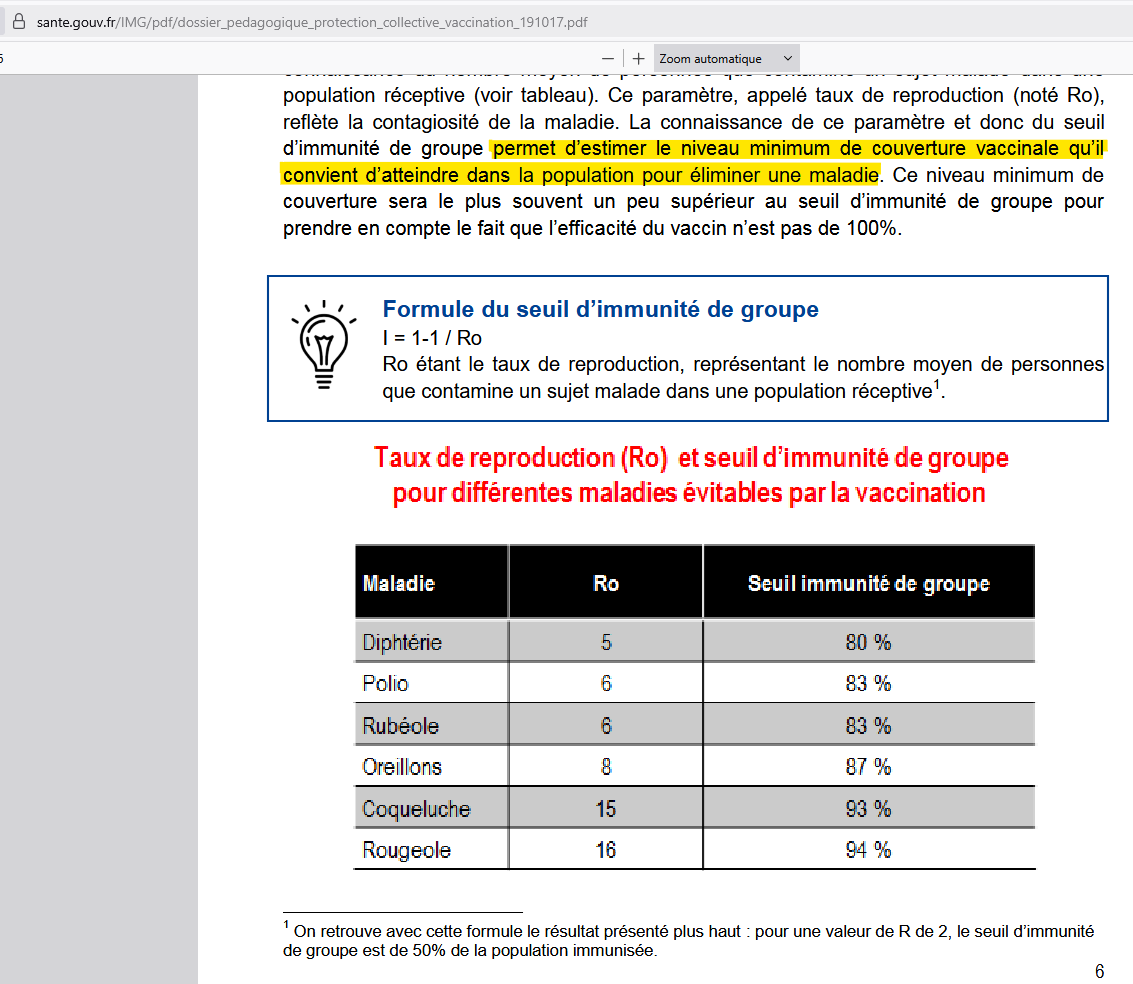 sante.gouv.fr/IMG/pdf/dossier_pedagogique_protection_collective_vaccination_191017.pdf
— + Zoom automatique
population réceptive (voir tableau). Ce paramètre, appelé taux de reproduction (noté Ro),
reflète la contagiosité de la maladie. La connaissance de ce paramètre et donc du seuil
d'immunité de groupe permet d'estimer le niveau minimum de couverture vaccinale qu'il
convient d'atteindre dans la population pour éliminer une maladie. Ce niveau minimum de
couverture sera le plus souvent un peu supérieur au seuil d'immunité de groupe pour
prendre en compte le fait que l'efficacité du vaccin n'est pas de 100%.
Formule du seuil d'immunité de groupe
I = 1-1 / Ro
Ro étant le taux de reproduction, représentant le nombre moyen de personnes
que contamine un sujet malade dans une population réceptive1.
Taux de reproduction (Ro) et seuil d'immunité de groupe
pour différentes maladies évitables par la vaccination
Maladie Ro Seuil immunité de groupe
Diphtérie 5 80 %
Polio 6 83 %
Rubéole 6 83 %
Oreillons 8 87 %
Coqueluche 15 93 %
Rougeole 16 94 %
1 On retrouve avec cette formule le résultat présenté plus haut : pour une valeur de R de 2, le seuil d'immunité
de groupe est de 50% de la population immunisée.
6